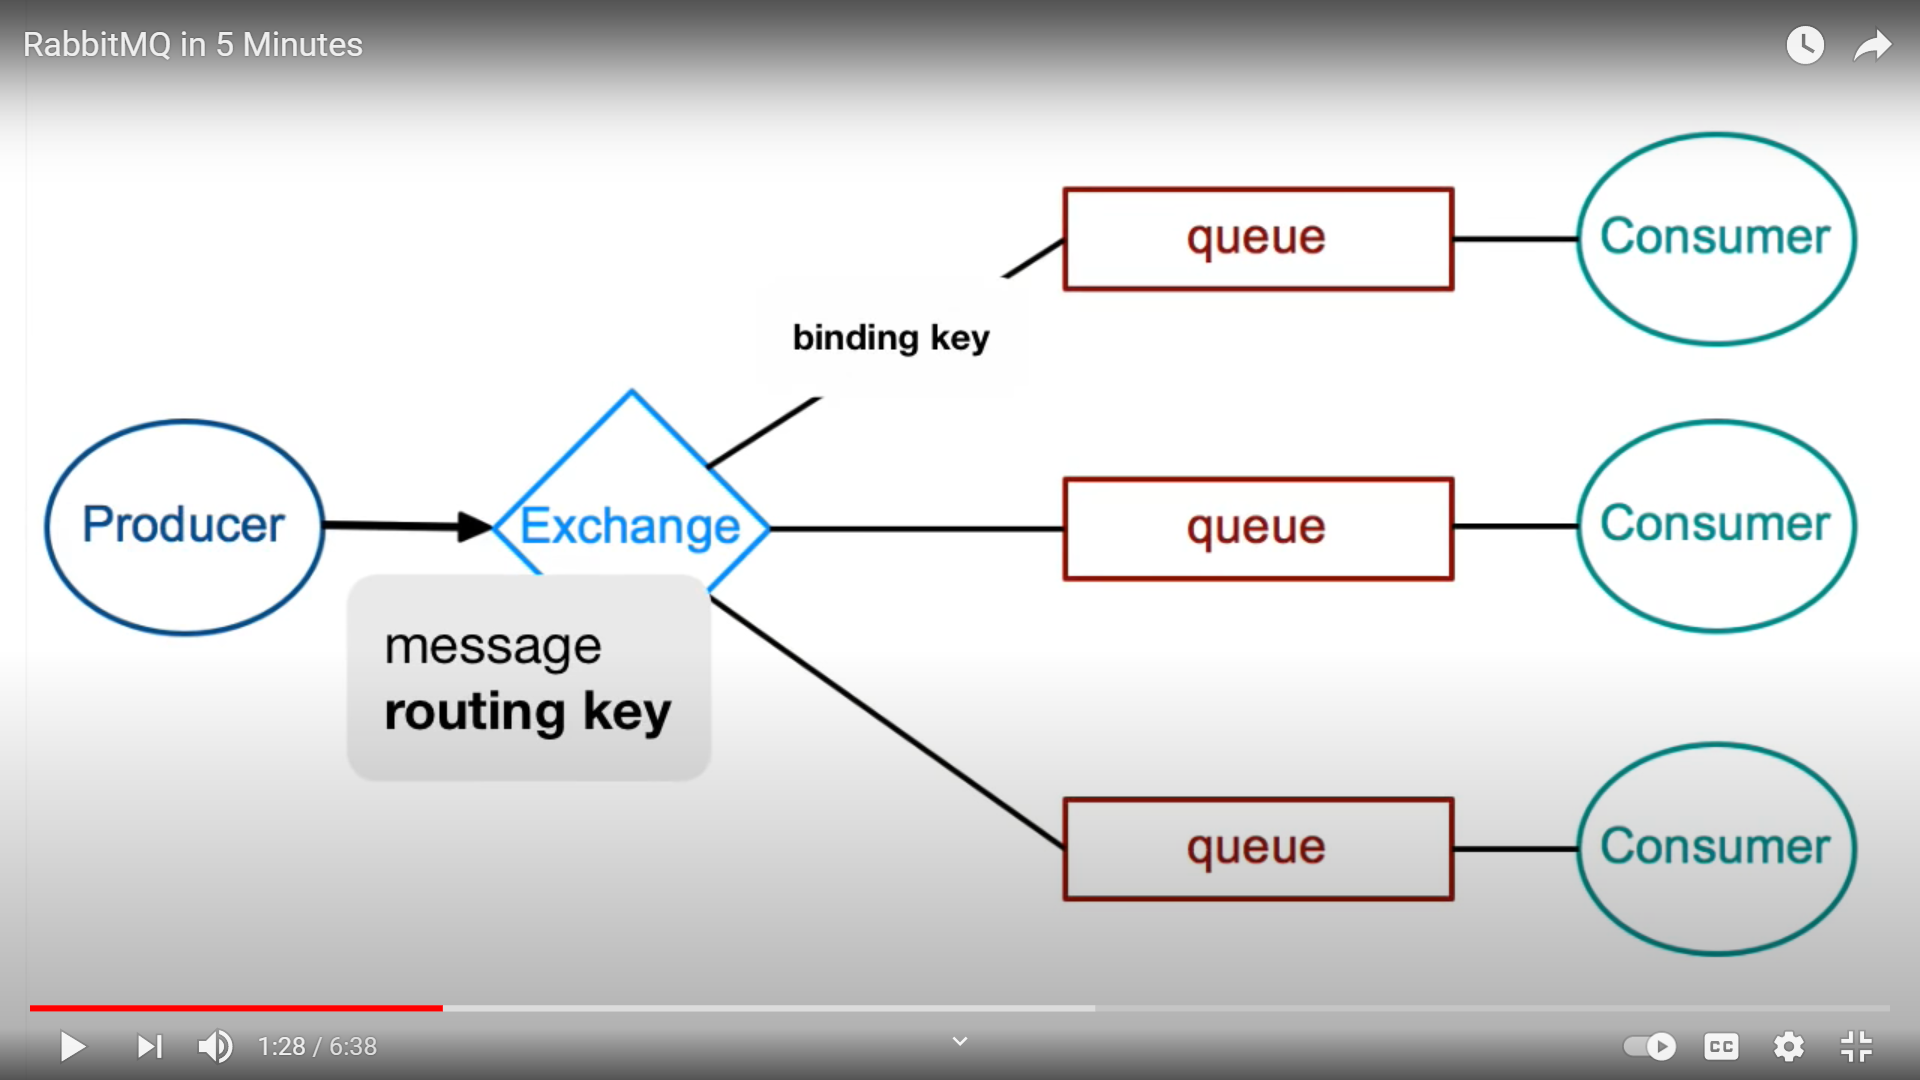 RabbitMQ in 5 Minutes
queue
Consumer
binding key
Producer
Exchange
queue
Consumer
message
routing key
queue
Consumer
1:28 / 6:38
CC